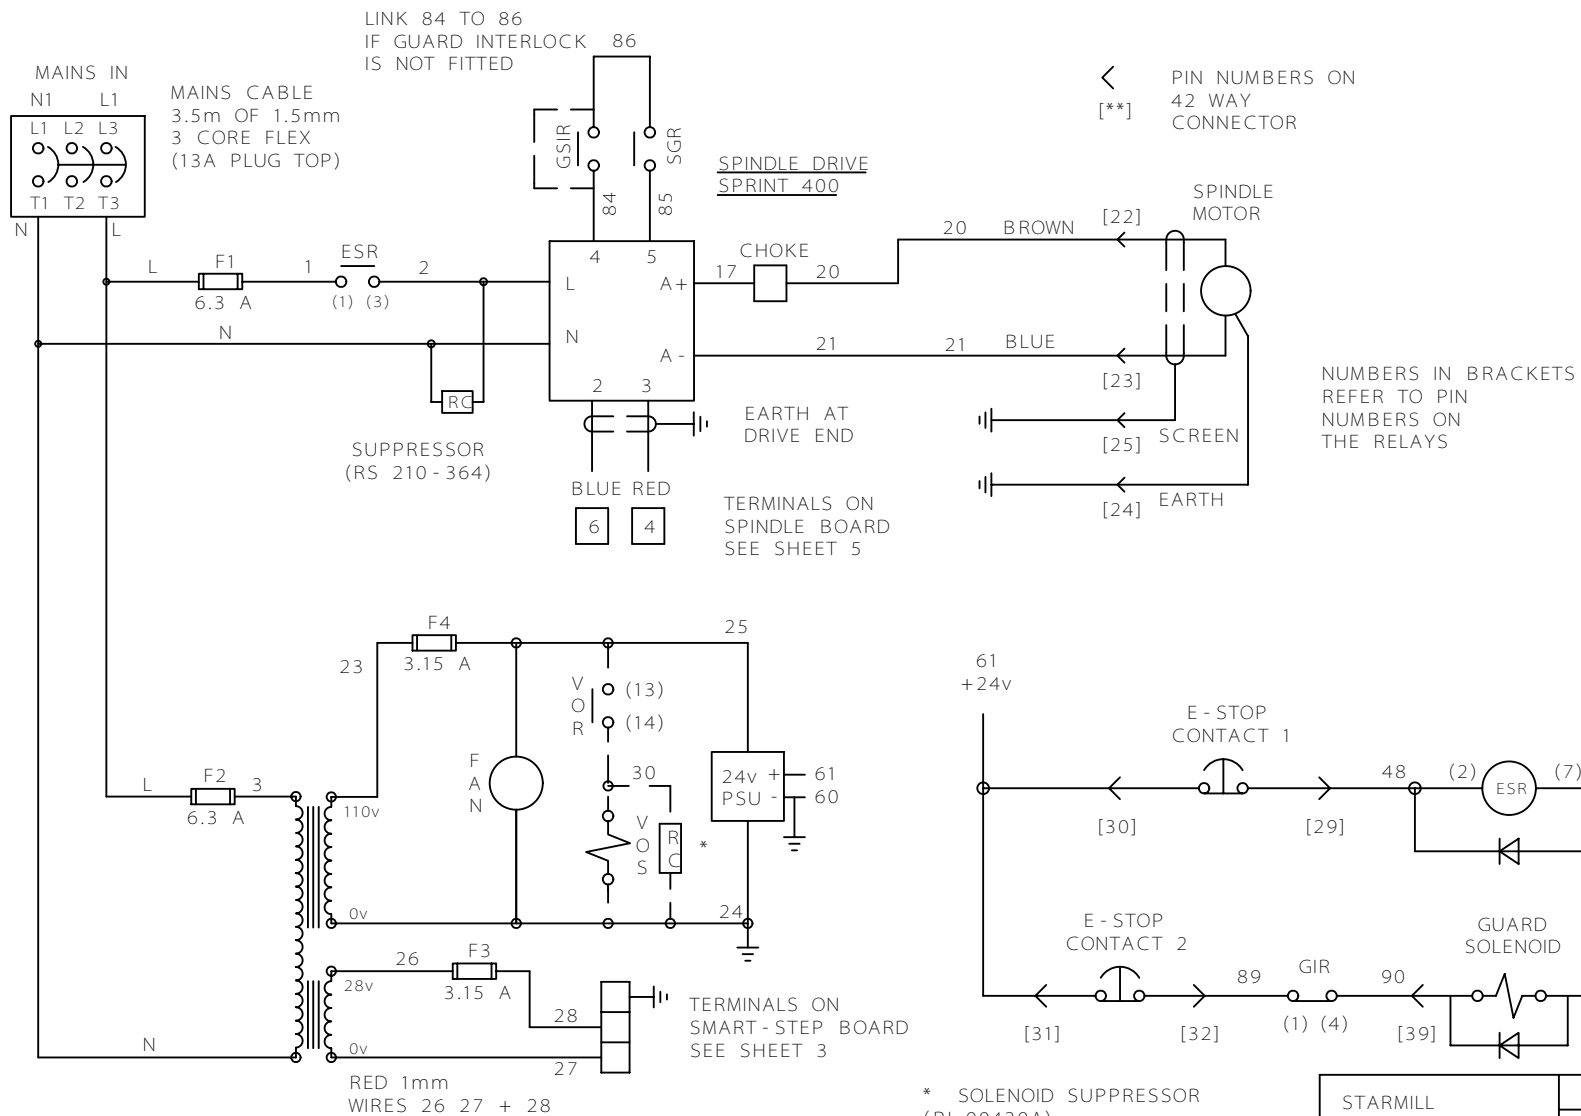 LINK 84 TO 86
IF GUARD INTERLOCK
IS NOT FITTED
86
MAINS IN
N1 L1
L1 L2 L3
T1 T2 T3
N L
MAINS CABLE
3.5m OF 1.5mm
3 CORE FLEX
(13A PLUG TOP)
GSIR
SGR
84
85
SPINDLE DRIVE
SPRINT 400
<
[**]
PIN NUMBERS ON
42 WAY
CONNECTOR
SPINDLE
MOTOR
L
F1
6.3 A
1
ESR
(1) (3)
2
N
4 5
L
N
A+
A -
2 3
17
CHOKE
20
20 BROWN
[22]
21
21 BLUE
[23]
[25]
SCREEN
[24]
EARTH
RC
SUPPRESSOR
(RS 210-364)
EARTH AT
DRIVE END
BLUE RED
6 4
TERMINALS ON
SPINDLE BOARD
SEE SHEET 5
NUMBERS IN BRACKETS
REFER TO PIN
NUMBERS ON
THE RELAYS
F4
3.15 A
23
25
VOR
(13)
(14)
FAN
30
VOS
RC
*
24v +
PSU -
61
60
L
F2
6.3 A
3
110v
0v
24
26
F3
3.15 A
28v
0v
28
27
N
TERMINALS ON
SMART-STEP BOARD
SEE SHEET 3
RED 1mm
WIRES 26 27 + 28
61
+24v
E-STOP
CONTACT 1
[30]
[29]
48
(2)
ESR
(7)
E-STOP
CONTACT 2
[31]
[32]
89
GIR
(1) (4)
90
[39]
GUARD
SOLENOID
* SOLENOID SUPPRESSOR
STARMILL